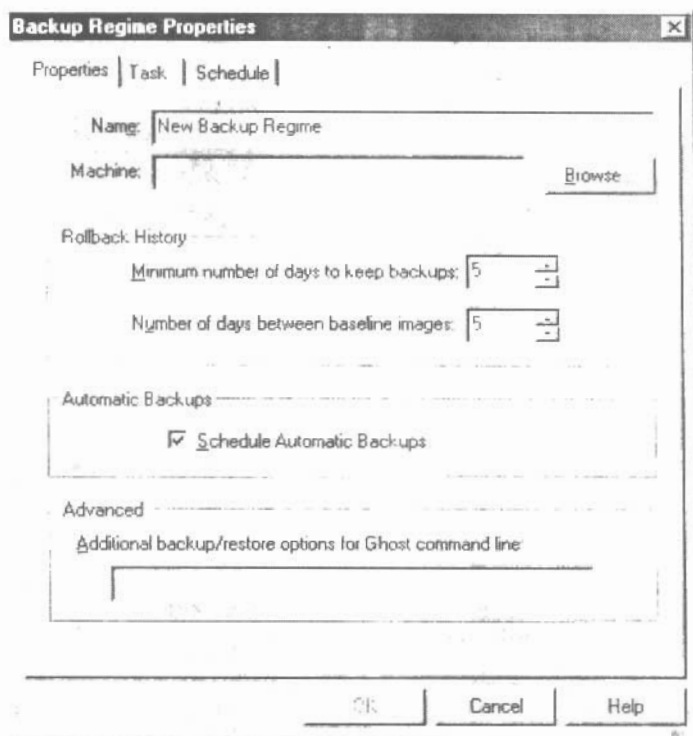 Backup Regime Properties
Properties Task Schedule
Name: New Backup Regime
Machine:
Browse
Rollback History
Minimum number of days to keep backups: 5
Number of days between baseline images: 5
Automatic Backups
Schedule Automatic Backups
Advanced
Additional backup/restore options for Ghost command line:
OK Cancel Help